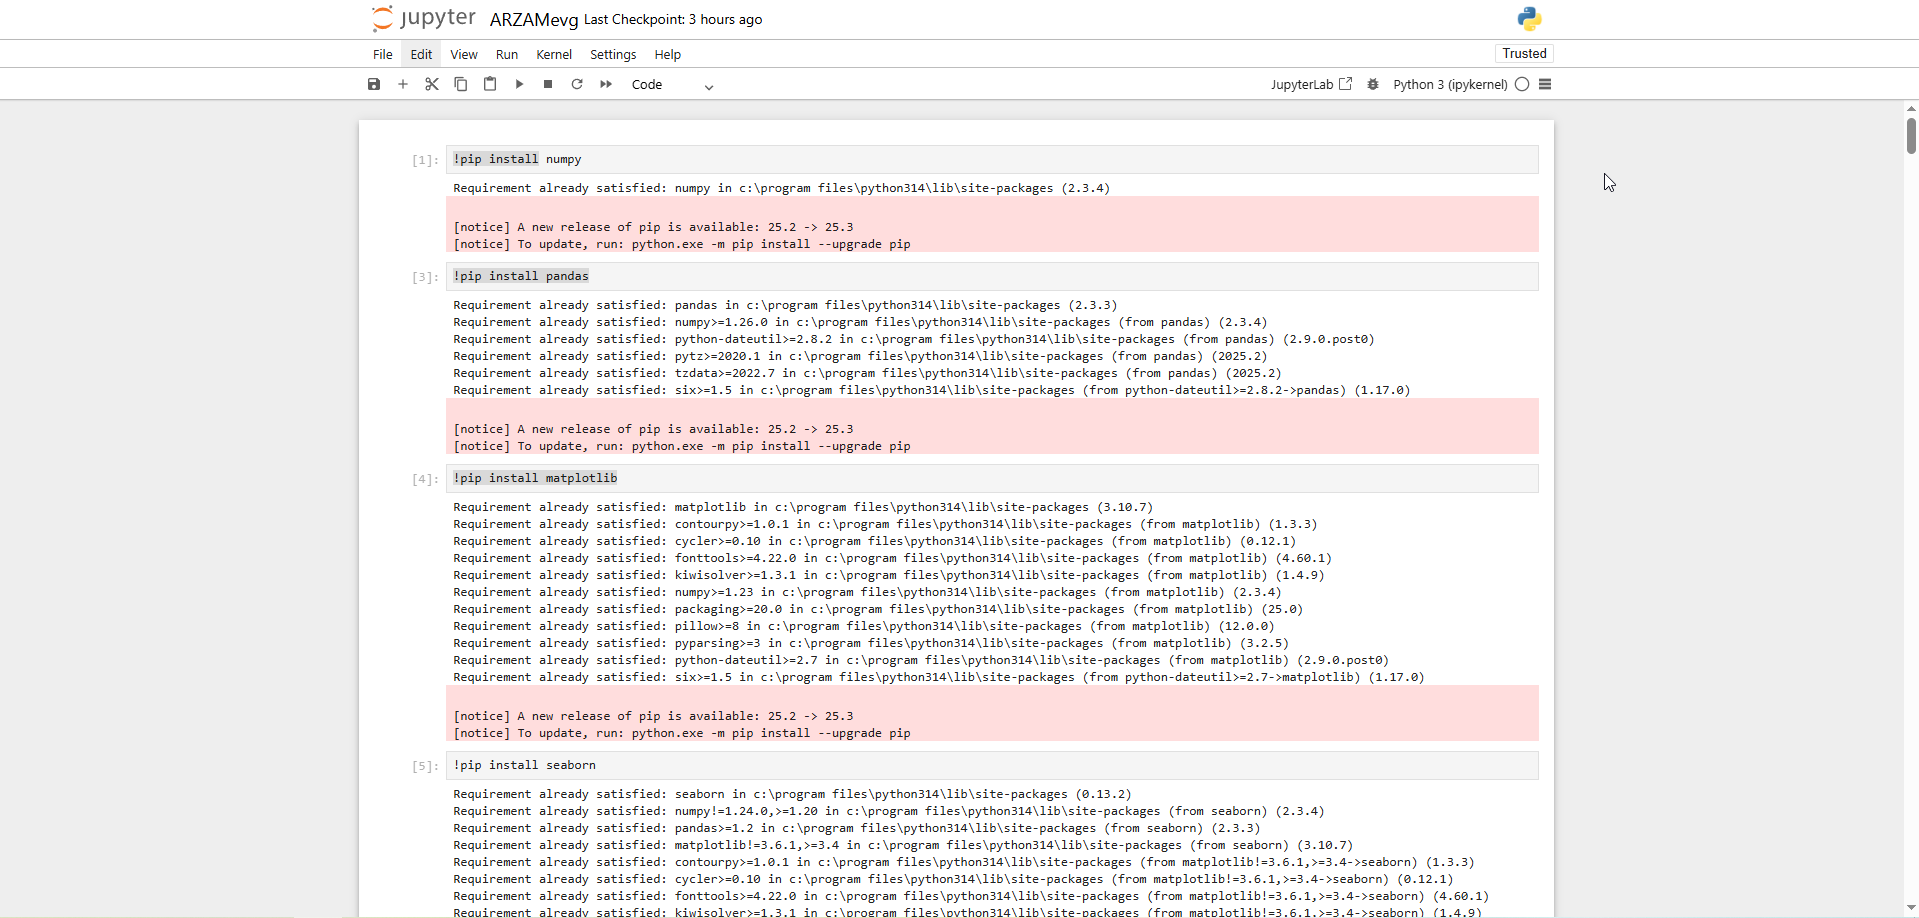 jupyter ARZAMevg Last Checkpoint: 3 hours ago
File Edit View Run Kernel Settings Help
Trusted
Code
JupyterLab
Python 3 (ipykernel)
[1]: !pip install numpy
Requirement already satisfied: numpy in c:\program files\python314\lib\site-packages (2.3.4)
[notice] A new release of pip is available: 25.2 -> 25.3
[notice] To update, run: python.exe -m pip install --upgrade pip
[3]: !pip install pandas
Requirement already satisfied: pandas in c:\program files\python314\lib\site-packages (2.3.3)
Requirement already satisfied: numpy>=1.26.0 in c:\program files\python314\lib\site-packages (from pandas) (2.3.4)
Requirement already satisfied: python-dateutil>=2.8.2 in c:\program files\python314\lib\site-packages (from pandas) (2.9.0.post0)
Requirement already satisfied: pytz>=2020.1 in c:\program files\python314\lib\site-packages (from pandas) (2025.2)
Requirement already satisfied: tzdata>=2022.7 in c:\program files\python314\lib\site-packages (from pandas) (2025.2)
Requirement already satisfied: six>=1.5 in c:\program files\python314\lib\site-packages (from python-dateutil>=2.8.2->pandas) (1.17.0)
[notice] A new release of pip is available: 25.2 -> 25.3
[notice] To update, run: python.exe -m pip install --upgrade pip
[4]: !pip install matplotlib
Requirement already satisfied: matplotlib in c:\program files\python314\lib\site-packages (3.10.7)
Requirement already satisfied: contourpy>=1.0.1 in c:\program files\python314\lib\site-packages (from matplotlib) (1.3.3)
Requirement already satisfied: cycler>=0.10 in c:\program files\python314\lib\site-packages (from matplotlib) (0.12.1)
Requirement already satisfied: fonttools>=4.22.0 in c:\program files\python314\lib\site-packages (from matplotlib) (4.60.1)
Requirement already satisfied: kiwisolver>=1.3.1 in c:\program files\python314\lib\site-packages (from matplotlib) (1.4.9)
Requirement already satisfied: numpy>=1.23 in c:\program files\python314\lib\site-packages (from matplotlib) (2.3.4)
Requirement already satisfied: packaging>=20.0 in c:\program files\python314\lib\site-packages (from matplotlib) (25.0)
Requirement already satisfied: pillow>=8 in c:\program files\python314\lib\site-packages (from matplotlib) (12.0.0)
Requirement already satisfied: pyparsing>=3 in c:\program files\python314\lib\site-packages (from matplotlib) (3.2.5)
Requirement already satisfied: python-dateutil>=2.7 in c:\program files\python314\lib\site-packages (from matplotlib) (2.9.0.post0)
Requirement already satisfied: six>=1.5 in c:\program files\python314\lib\site-packages (from python-dateutil>=2.7->matplotlib) (1.17.0)
[notice] A new release of pip is available: 25.2 -> 25.3
[notice] To update, run: python.exe -m pip install --upgrade pip
[5]: !pip install seaborn
Requirement already satisfied: seaborn in c:\program files\python314\lib\site-packages (0.13.2)
Requirement already satisfied: numpy!=1.24.0,>=1.20 in c:\program files\python314\lib\site-packages (from seaborn) (2.3.4)
Requirement already satisfied: pandas>=1.2 in c:\program files\python314\lib\site-packages (from seaborn) (2.3.3)
Requirement already satisfied: matplotlib!=3.6.1,>=3.4 in c:\program files\python314\lib\site-packages (from seaborn) (3.10.7)
Requirement already satisfied: contourpy>=1.0.1 in c:\program files\python314\lib\site-packages (from matplotlib!=3.6.1,>=3.4->seaborn) (1.3.3)
Requirement already satisfied: cycler>=0.10 in c:\program files\python314\lib\site-packages (from matplotlib!=3.6.1,>=3.4->seaborn) (0.12.1)
Requirement already satisfied: fonttools>=4.22.0 in c:\program files\python314\lib\site-packages (from matplotlib!=3.6.1,>=3.4->seaborn) (4.60.1)
Requirement already satisfied: kiwisolver>=1.3.1 in c:\program files\python314\lib\site-packages (from matplotlib!=3.6.1,>=3.4->seaborn) (1.4.9)